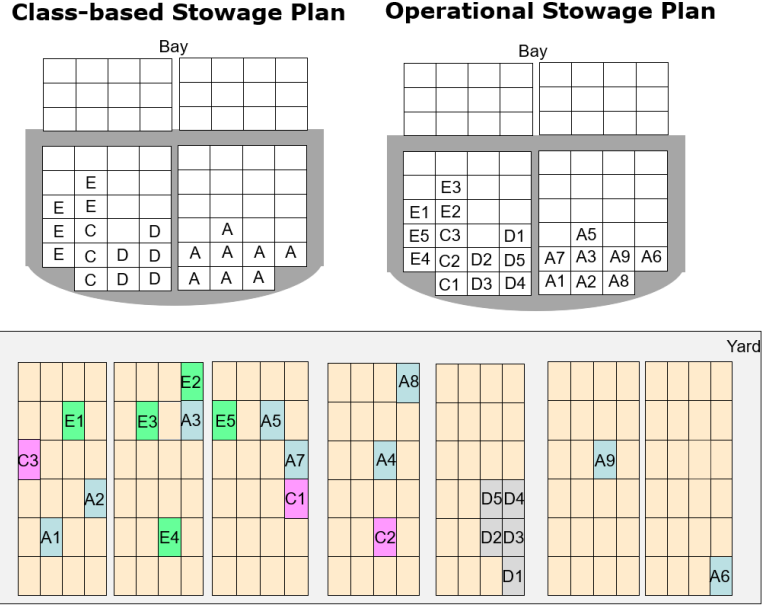 Class-based Stowage Plan
Operational Stowage Plan
Bay
E
E E
E C D A
E C D D A A A A
C D D A A A
Bay
E3
E1 E2
E5 C3 D1 A5
E4 C2 D2 D5 A7 A3 A9 A6
C1 D3 D4 A1 A2 A8
Yard
E2 A8
E1 E3 A3 E5 A5
C3 A7 A4 A9
A2 C1 D5 D4
A1 E4 C2 D2 D3
D1 A6